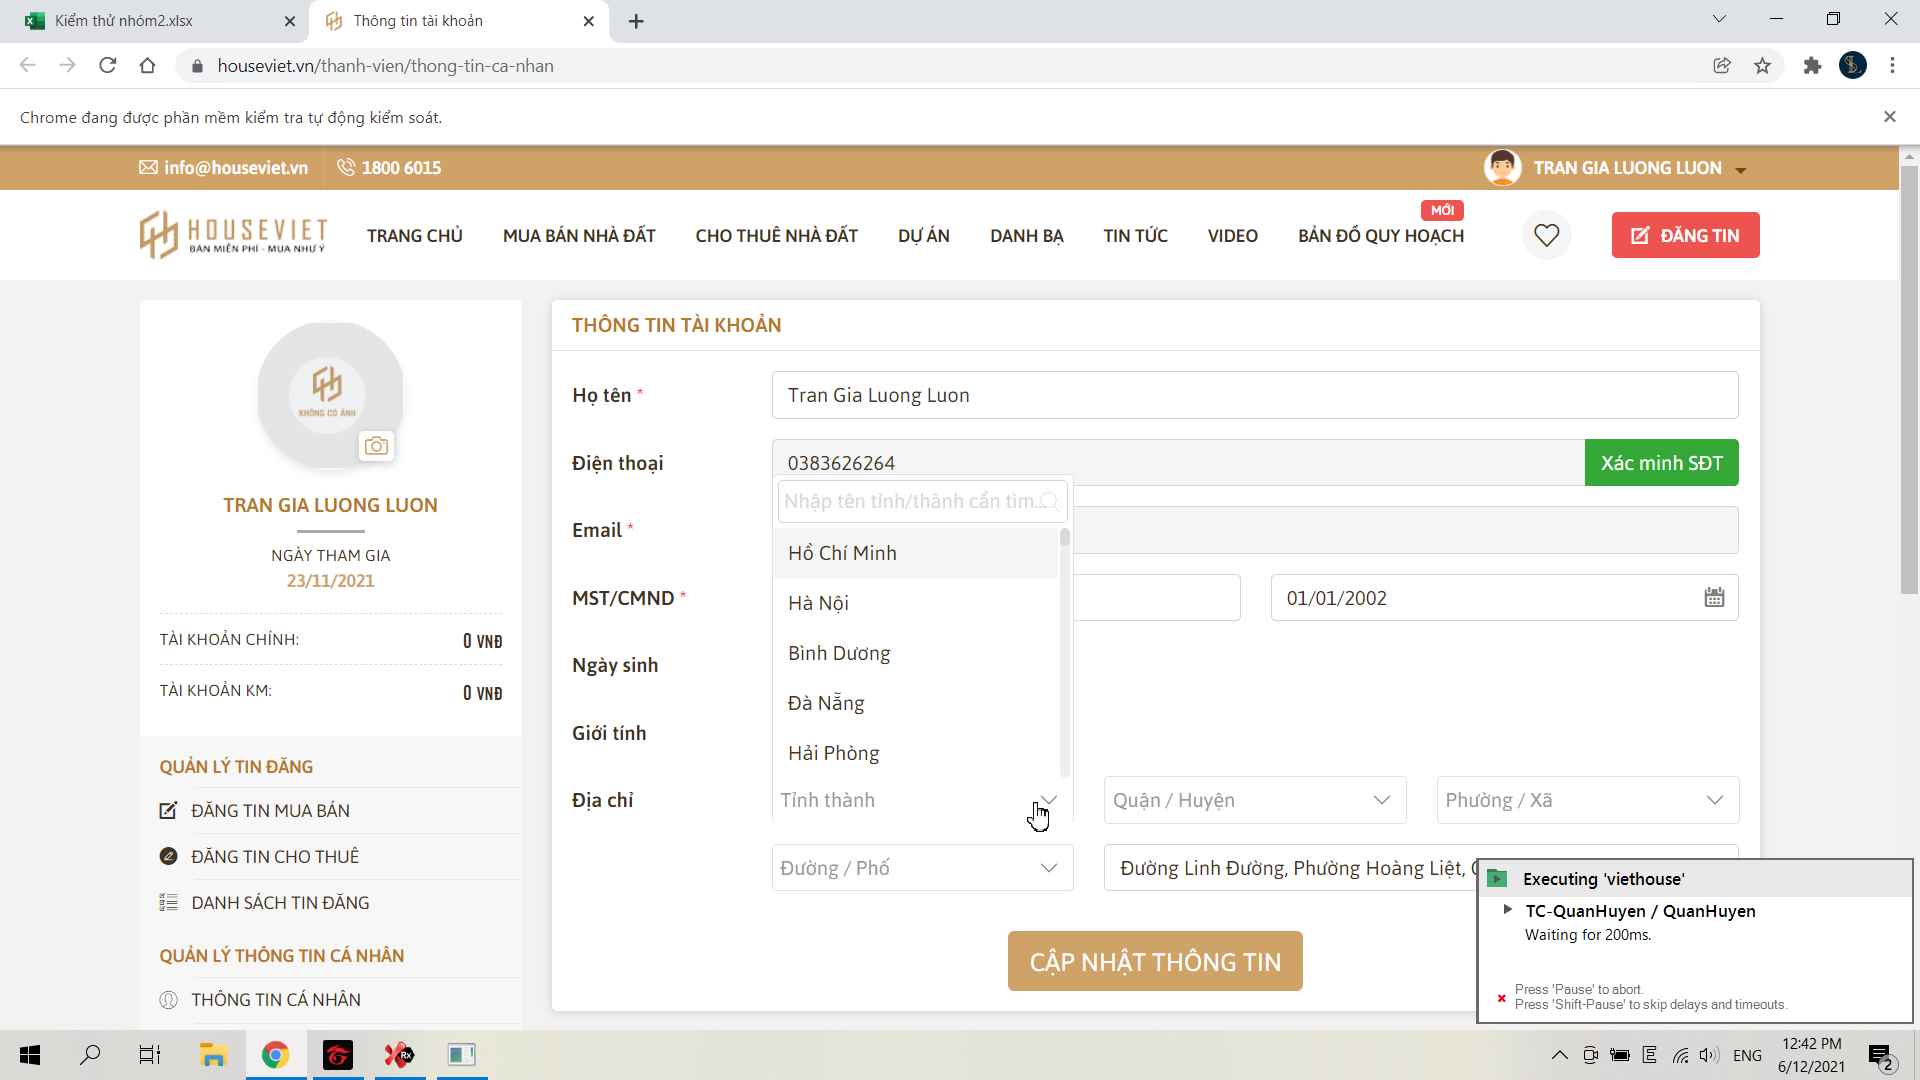 Kiểm thử nhóm2.xlsx
Thông tin tài khoản
houseviet.vn/thanh-vien/thong-tin-ca-nhan
Chrome đang được phần mềm kiểm tra tự động kiểm soát.
info@houseviet.vn
1800 6015
TRAN GIA LUONG LUON
HOUSEVIET
BÁN MIỄN PHÍ - MUA NHƯ Ý
TRANG CHỦ
MUA BÁN NHÀ ĐẤT
CHO THUÊ NHÀ ĐẤT
DỰ ÁN
DANH BẠ
TIN TỨC
VIDEO
BẢN ĐỒ QUY HOẠCH
MỚI
ĐĂNG TIN
KHÔNG CÓ ẢNH
TRAN GIA LUONG LUON
NGÀY THAM GIA
23/11/2021
TÀI KHOẢN CHÍNH: 0 VNĐ
TÀI KHOẢN KM: 0 VNĐ
QUẢN LÝ TIN ĐĂNG
ĐĂNG TIN MUA BÁN
ĐĂNG TIN CHO THUÊ
DANH SÁCH TIN ĐĂNG
QUẢN LÝ THÔNG TIN CÁ NHÂN
THÔNG TIN CÁ NHÂN
THÔNG TIN TÀI KHOẢN
Họ tên *
Tran Gia Luong Luon
Điện thoại
0383626264
Xác minh SĐT
Nhập tên tỉnh/thành cần tìm...
Email *
Hồ Chí Minh
Hà Nội
MST/CMND *
01/01/2002
Bình Dương
Ngày sinh
Đà Nẵng
Giới tính
Hải Phòng
Địa chỉ
Tỉnh thành
Quận / Huyện
Phường / Xã
Đường / Phố
Đường Linh Đường, Phường Hoàng Liệt,
CẬP NHẬT THÔNG TIN
Executing 'viethouse'
TC-QuanHuyen / QuanHuyen
Waiting for 200ms.
Press 'Pause' to abort.
Press 'Shift-Pause' to skip delays and timeouts.
Rx
ENG
12:42 PM
6/12/2021
2